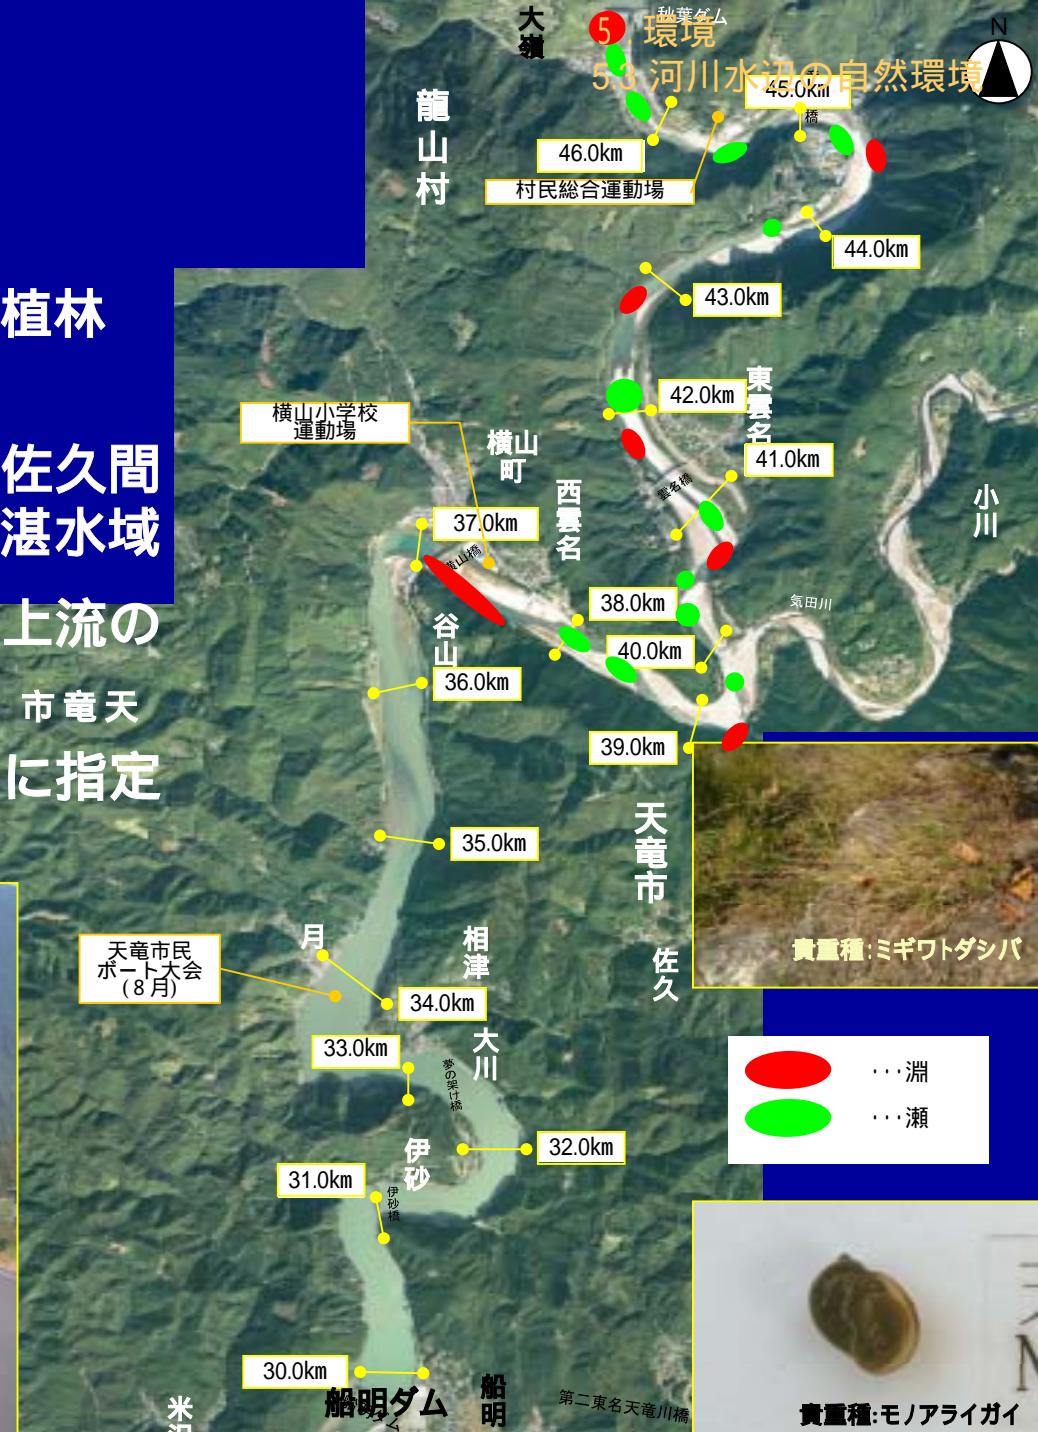 5 環境
5.3 河川水辺の自然環境
秋葉ダム
N
大嶺
龍山村
45.0km
橋
46.0km
村民総合運動場
44.0km
43.0km
植林
佐久間
湛水域
上流の
市竜天
に指定
42.0km
東雲名
横山小学校
運動場
横山町
41.0km
雲名橋
西雲名
小川
37.0km
横山橋
38.0km
気田川
谷山
40.0km
36.0km
39.0km
天竜市
35.0km
貴重種:ミギワトダシバ
月
相津
佐久
天竜市民
ボート大会
(8月)
34.0km
33.0km
大川
夢の架け橋
…淵
…瀬
32.0km
伊砂
31.0km
伊砂橋
30.0km
船明ダム
船明
第二東名天竜川橋
米沢
貴重種:モノアライガイ